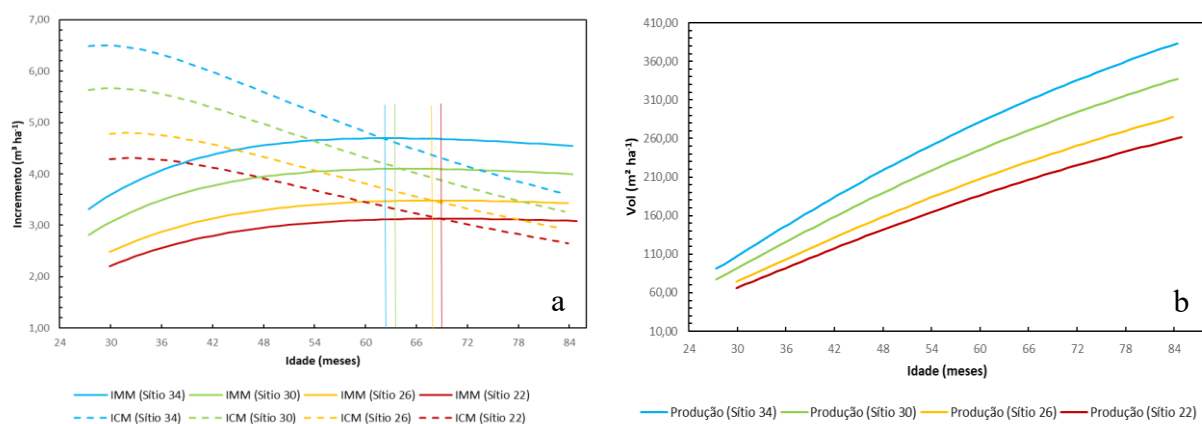 Incremento (m³ ha⁻¹)
7,00
6,00
5,00
4,00
3,00
2,00
1,00
24 30 36 42 48 54 60 66 72 78 84
Idade (meses)
a
IMM (Sítio 34) IMM (Sítio 30) IMM (Sítio 26) IMM (Sítio 22)
ICM (Sítio 34) ICM (Sítio 30) ICM (Sítio 26) ICM (Sítio 22)
Vol (m² ha⁻¹)
410,00
360,00
310,00
260,00
210,00
160,00
110,00
60,00
10,00
24 30 36 42 48 54 60 66 72 78 84
Idade (meses)
b
Produção (Sítio 34) Produção (Sítio 30) Produção (Sítio 26) Produção (Sítio 22)